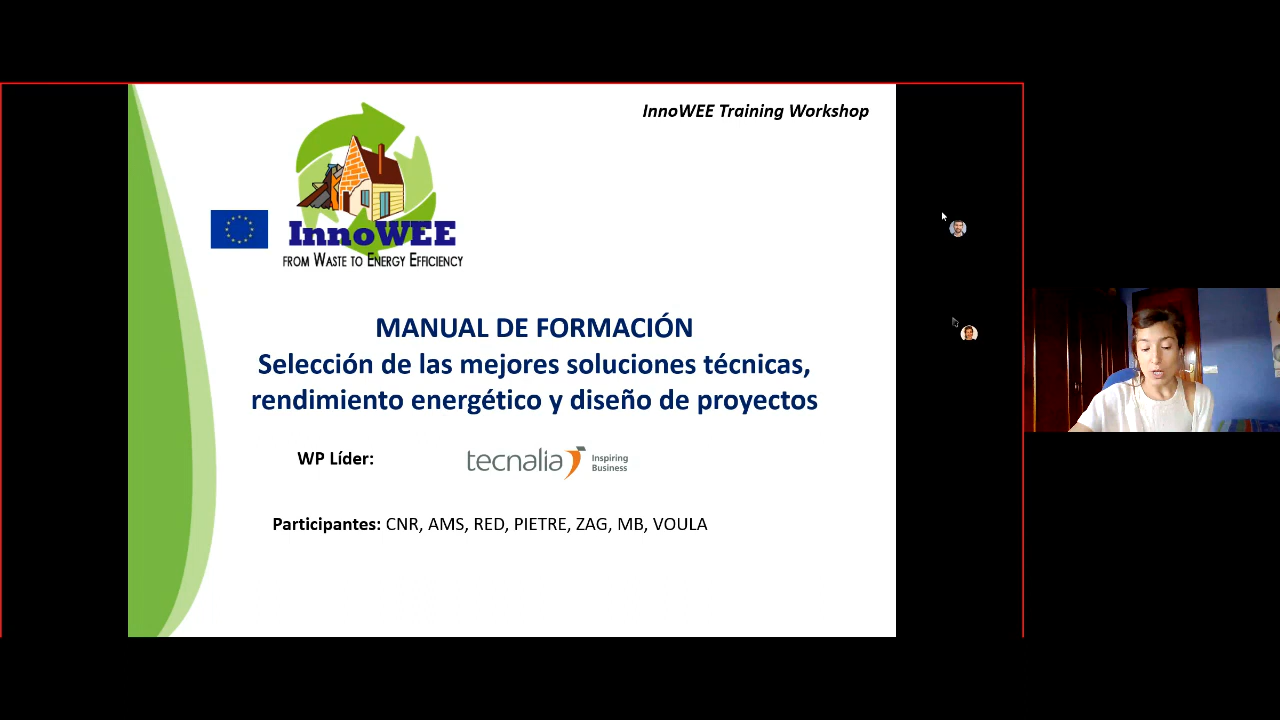 InnoWEE Training Workshop
InnoWEE
FROM WASTE TO ENERGY EFFICIENCY
MANUAL DE FORMACIÓN
Selección de las mejores soluciones técnicas,
rendimiento energético y diseño de proyectos
WP Líder:
tecnalia Inspiring
Business
Participantes: CNR, AMS, RED, PIETRE, ZAG, MB, VOULA